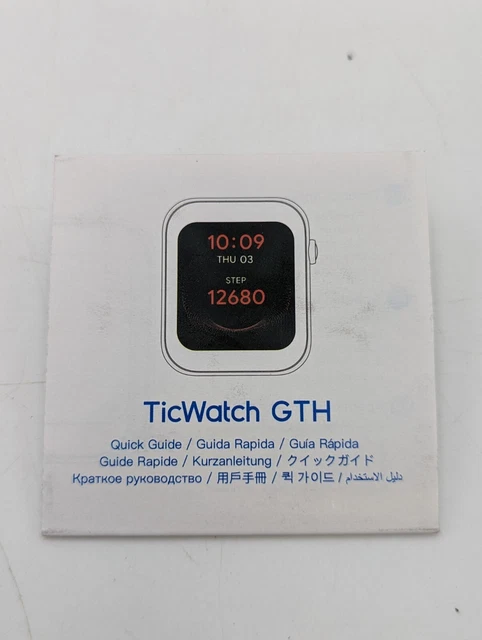 10:09
THU 03
STEP
12680
TicWatch GTH
Quick Guide / Guida Rapida / Guía Rápida
Guide Rapide / Kurzanleitung / クイックガイド
Краткое руководство / 用戶手冊 / 퀵 가이드 / دليل الاستخدام